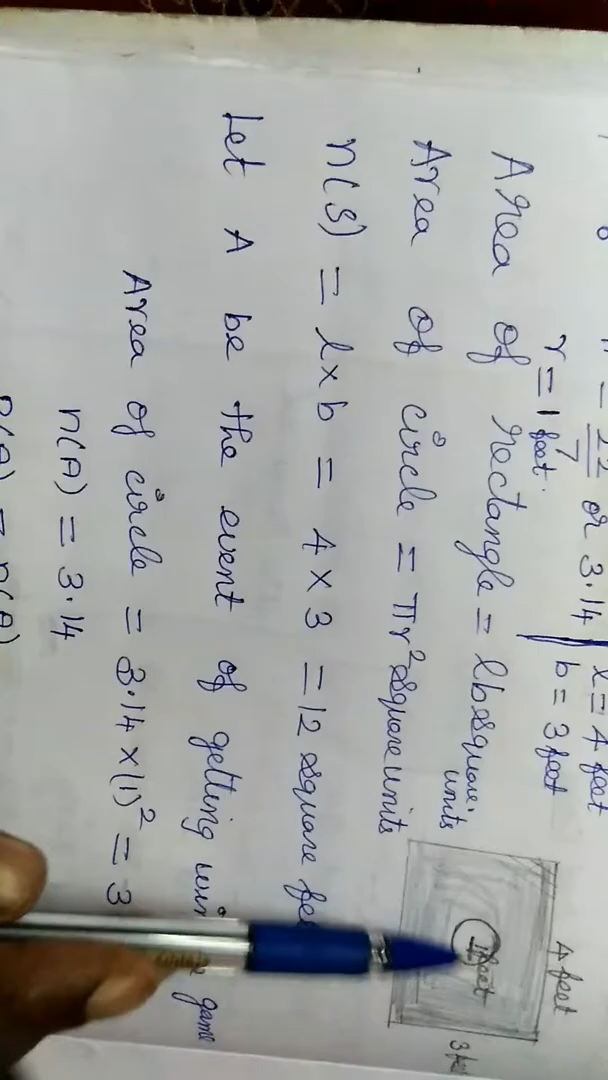 π = 22/7 or 3.14
l = 4 feet
r = 1 feet.
b = 3 feet
Area of rectangle = lb square units
Area of circle = πr² square units
4 feet
1 feet
n(S) = l × b = 4 × 3 = 12 square
Let A be the event of getting game
Area of circle = 3.14 × (1)² = 3
n(A) = 3.14